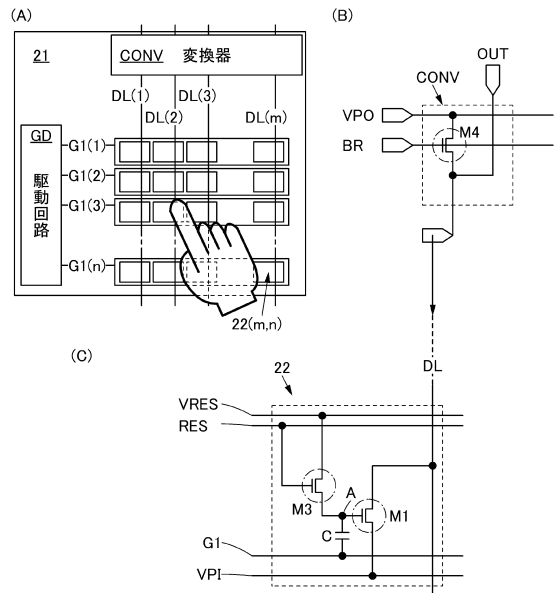 (A)
21
CONV 変換器
DL(1)
DL(2)
DL(3)
DL(m)
GD
駆動回路
G1(1)
G1(2)
G1(3)
G1(n)
22(m,n)
(B)
OUT
CONV
VPO
M4
BR
DL
(C)
22
VRES
RES
M3
A
M1
C
G1
VPI